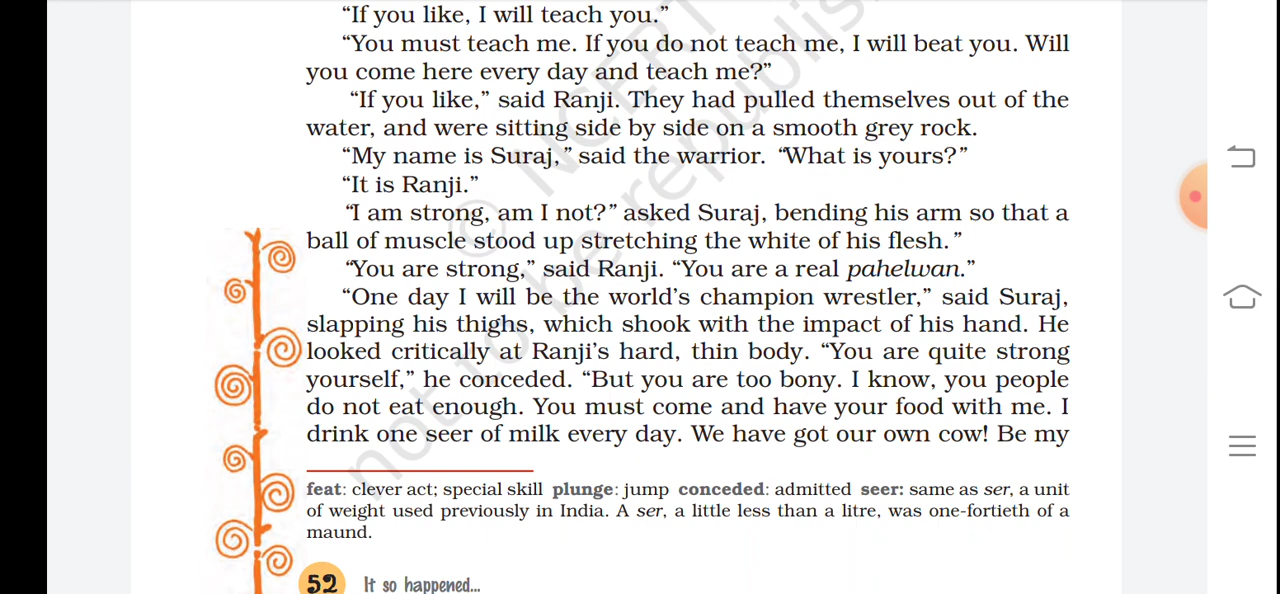 “If you like, I will teach you.”
“You must teach me. If you do not teach me, I will beat you. Will
you come here every day and teach me?”
“If you like,” said Ranji. They had pulled themselves out of the
water, and were sitting side by side on a smooth grey rock.
“My name is Suraj,” said the warrior. “What is yours?”
“It is Ranji.”
“I am strong, am I not?” asked Suraj, bending his arm so that a
ball of muscle stood up stretching the white of his flesh.”
“You are strong,” said Ranji. “You are a real pahelwan.”
“One day I will be the world’s champion wrestler,” said Suraj,
slapping his thighs, which shook with the impact of his hand. He
looked critically at Ranji’s hard, thin body. “You are quite strong
yourself,” he conceded. “But you are too bony. I know, you people
do not eat enough. You must come and have your food with me. I
drink one seer of milk every day. We have got our own cow! Be my
feat: clever act; special skill plunge: jump conceded: admitted seer: same as ser, a unit
of weight used previously in India. A ser, a little less than a litre, was one-fortieth of a
maund.
52 It so happened...
© NCERT
not to be republis